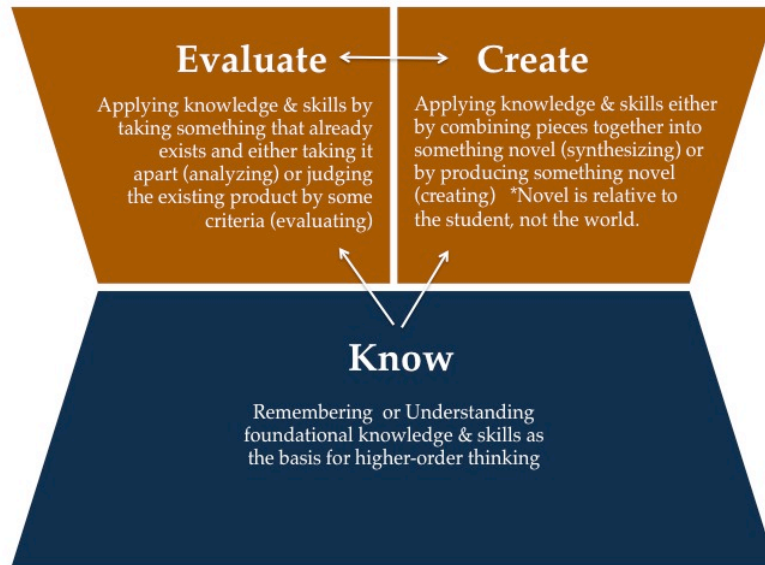 Evaluate
Applying knowledge & skills by
taking something that already
exists and either taking it
apart (analyzing) or judging
the existing product by some
criteria (evaluating)
Create
Applying knowledge & skills either
by combining pieces together into
something novel (synthesizing) or
by producing something novel
(creating) *Novel is relative to
the student, not the world.
Know
Remembering or Understanding
foundational knowledge & skills as
the basis for higher-order thinking